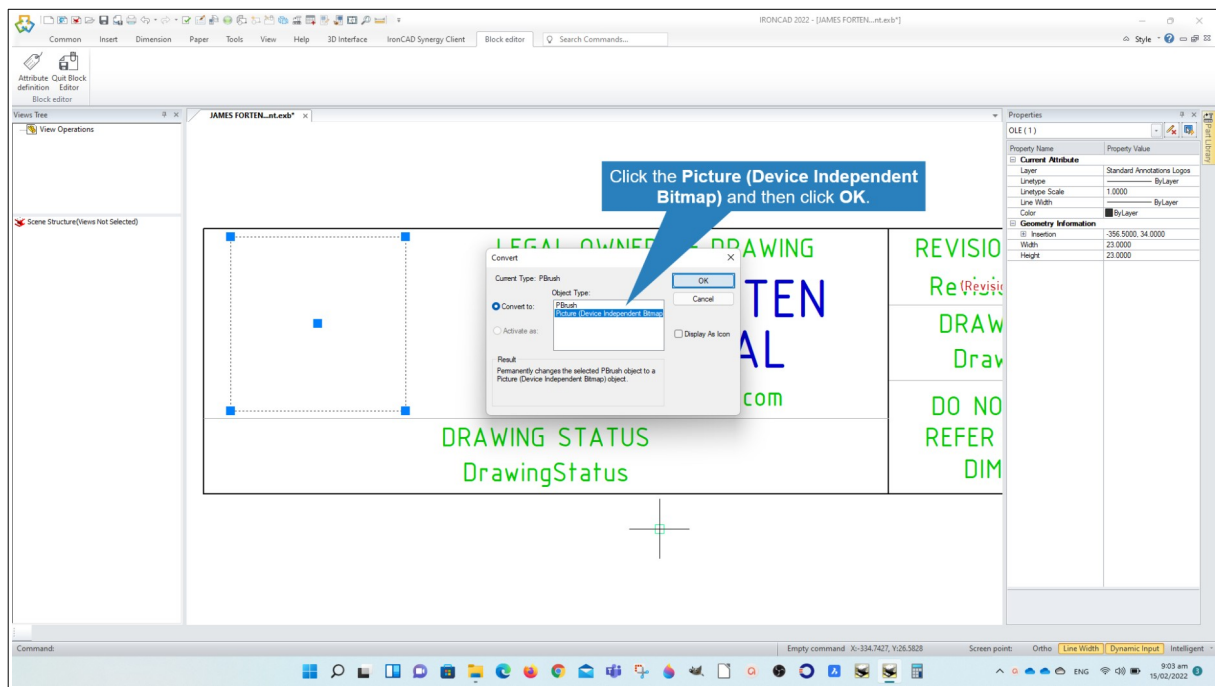 IRONCAD 2022 - [JAMES FORTEN...nt.exb*]
Common Insert Dimension Paper Tools View Help 3D Interface IronCAD Synergy Client Block editor Search Commands... Style
Attribute definition
Quit Block Editor
Block editor
Views Tree
View Operations
Scene Structure(Views Not Selected)
JAMES FORTEN...nt.exb*
Click the Picture (Device Independent
Bitmap) and then click OK.
LEGAL OWNER DRAWING
TEN
AL
com
DRAWING STATUS
DrawingStatus
REVISIO
Revisi
(Revisi
DRAW
Draw
DO NO
REFER
DIM
Convert
Current Type: PBrush
Object Type:
Convert to:
PBrush
Picture (Device Independent Bitmap
Activate as:
OK
Cancel
Display As Icon
Result
Permanently changes the selected PBrush object to a
Picture (Device Independent Bitmap) object.
Properties
OLE ( 1 )
Property Name Property Value
Current Attribute
Layer Standard Annotations Logos
Linetype ByLayer
Linetype Scale 1.0000
Line Width ByLayer
Color ByLayer
Geometry Information
Insertion -356.5000, 34.0000
Width 23.0000
Height 23.0000
Part Library
Command:
Empty command X:-334.7427, Y:26.5828 Screen point: Ortho Line Width Dynamic Input Intelligent
ENG
9:03 am
15/02/2022